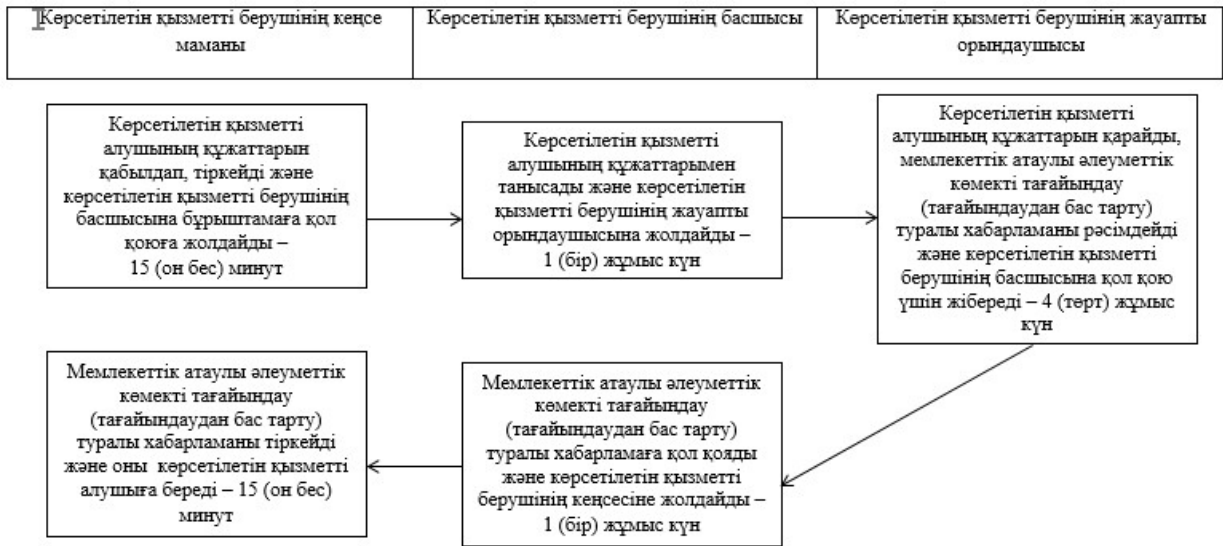 Көрсетілетін қызметті берушінің кеңсе
маманы
Көрсетілетін қызметті берушінің басшысы
Көрсетілетін қызметті берушінің жауапты
орындаушысы
Көрсетілетін қызметті
алушының құжаттарын
қабылдап, тіркейді және
көрсетілетін қызметті берушінің
басшысына бұрыштамаға қол
қоюға жолдайды –
15 (он бес) минут
Көрсетілетін қызметті
алушының құжаттарымен
танысады және көрсетілетін
қызметті берушінің жауапты
орындаушысына жолдайды –
1 (бір) жұмыс күн
Көрсетілетін қызметті
алушының құжаттарын қарайды,
мемлекеттік атаулы әлеуметтік
көмекті тағайындау
(тағайындаудан бас тарту)
туралы хабарламаны рәсімдейді
және көрсетілетін қызметті
берушінің басшысына қол қою
үшін жібереді – 4 (төрт) жұмыс
күн
Мемлекеттік атаулы әлеуметтік
көмекті тағайындау
(тағайындаудан бас тарту)
туралы хабарламаға қол қояды
және көрсетілетін қызметті
берушінің кеңсесіне жолдайды –
1 (бір) жұмыс күн
Мемлекеттік атаулы әлеуметтік
көмекті тағайындау
(тағайындаудан бас тарту)
туралы хабарламаны тіркейді
және оны көрсетілетін қызметті
алушыға береді – 15 (он бес)
минут